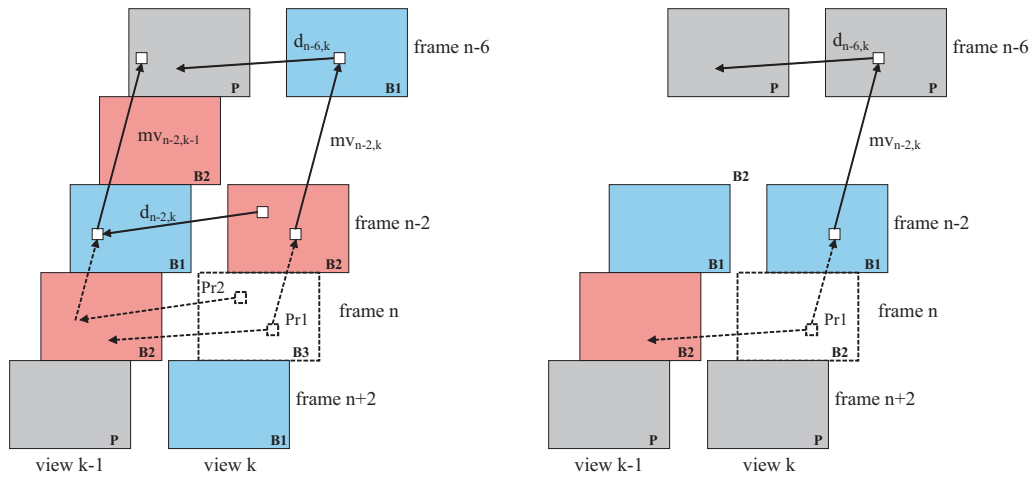 d_{n-6,k}
frame n-6
P
B1
mv_{n-2,k-1}
mv_{n-2,k}
B2
d_{n-2,k}
frame n-2
B1
B2
Pr2
frame n
Pr1
B2
B3
frame n+2
P
B1
view k-1
view k
d_{n-6,k}
frame n-6
P
P
mv_{n-2,k}
B2
frame n-2
B1
B1
frame n
Pr1
B2
B2
frame n+2
P
P
view k-1
view k